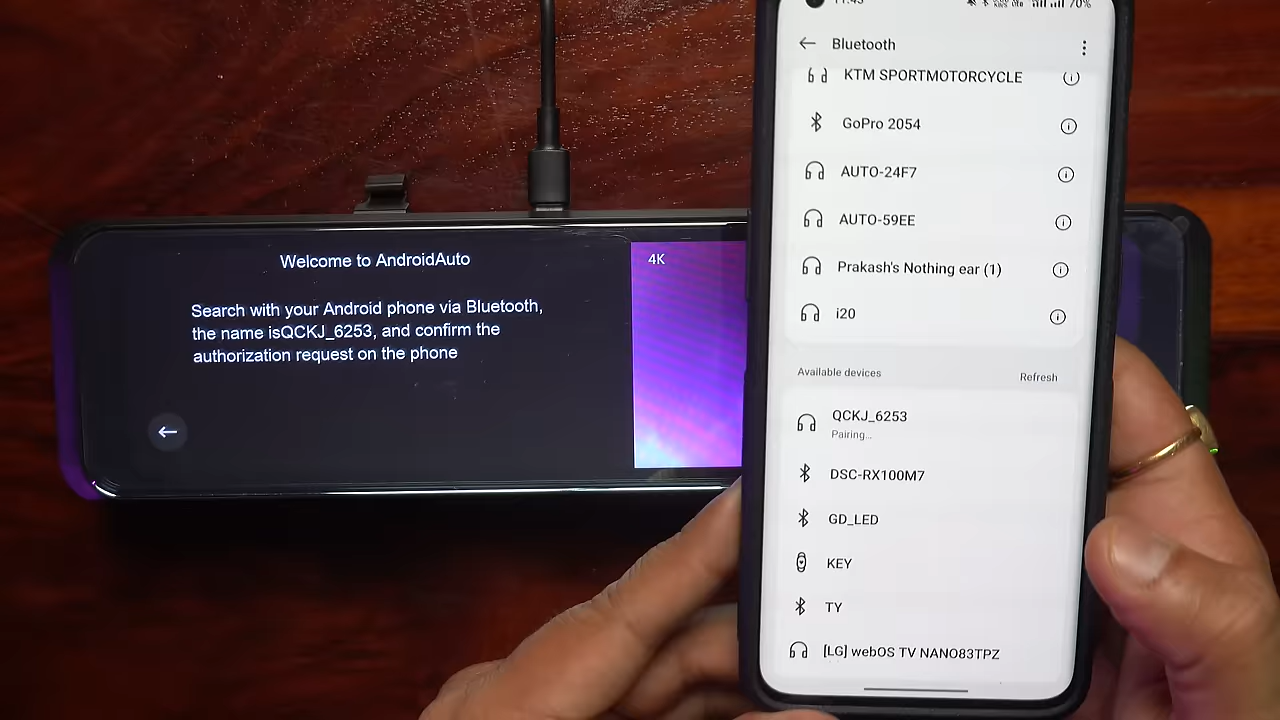 Welcome to AndroidAuto
Search with your Android phone via Bluetooth,
the name isQCKJ_6253, and confirm the
authorization request on the phone
4K
70%
Bluetooth
KTM SPORTMOTORCYCLE
GoPro 2054
AUTO-24F7
AUTO-59EE
Prakash's Nothing ear (1)
i20
Available devices
Refresh
QCKJ_6253
Pairing...
DSC-RX100M7
GD_LED
KEY
TY
[LG] webOS TV NANO83TPZ